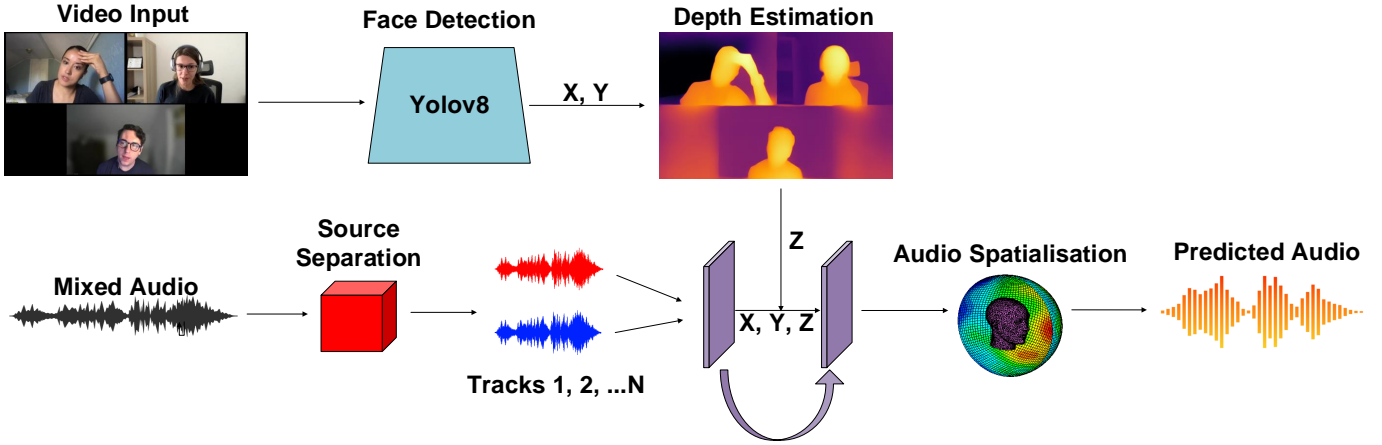 Video Input
Face Detection
Depth Estimation
Yolov8
X, Y
Z
Source
Separation
Mixed Audio
Tracks 1, 2, ...N
X, Y, Z
Audio Spatialisation
Predicted Audio